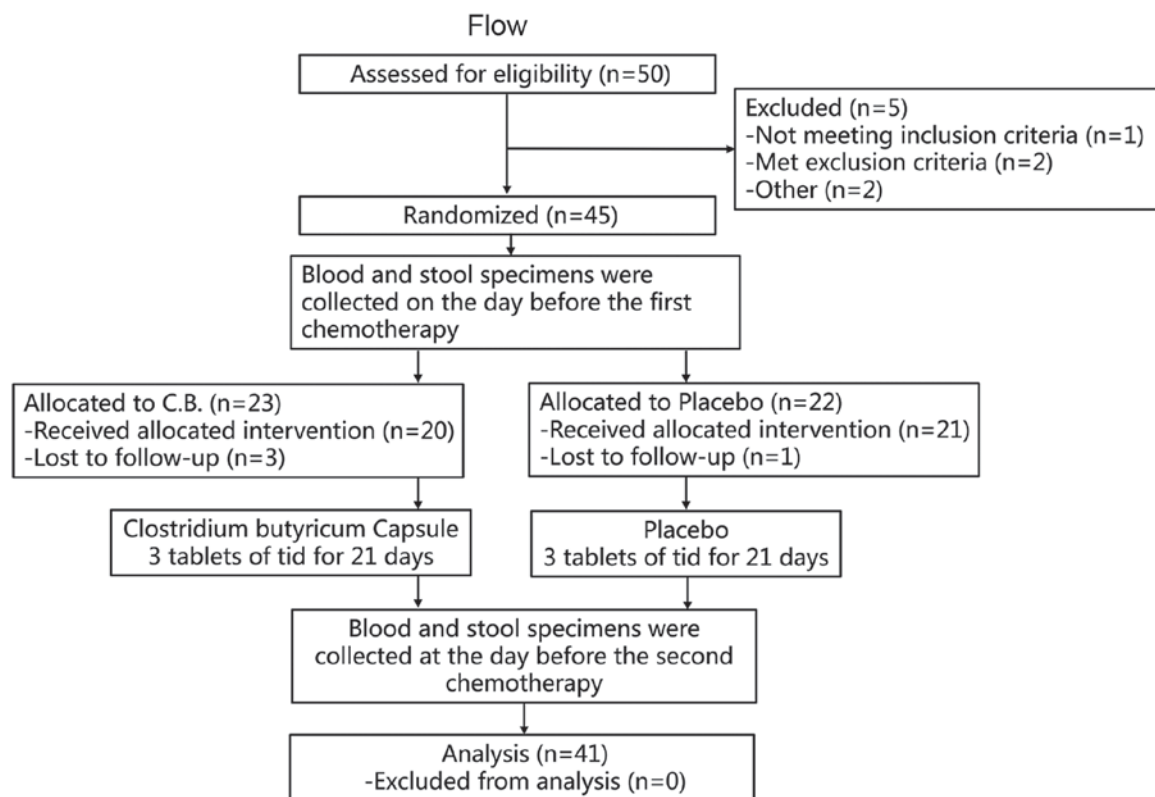 Flow
Assessed for eligibility (n=50)
Excluded (n=5)
-Not meeting inclusion criteria (n=1)
-Met exclusion criteria (n=2)
-Other (n=2)
Randomized (n=45)
Blood and stool specimens were
collected on the day before the first
chemotherapy
Allocated to C.B. (n=23)
-Received allocated intervention (n=20)
-Lost to follow-up (n=3)
Allocated to Placebo (n=22)
-Received allocated intervention (n=21)
-Lost to follow-up (n=1)
Clostridium butyricum Capsule
3 tablets of tid for 21 days
Placebo
3 tablets of tid for 21 days
Blood and stool specimens were
collected at the day before the second
chemotherapy
Analysis (n=41)
-Excluded from analysis (n=0)